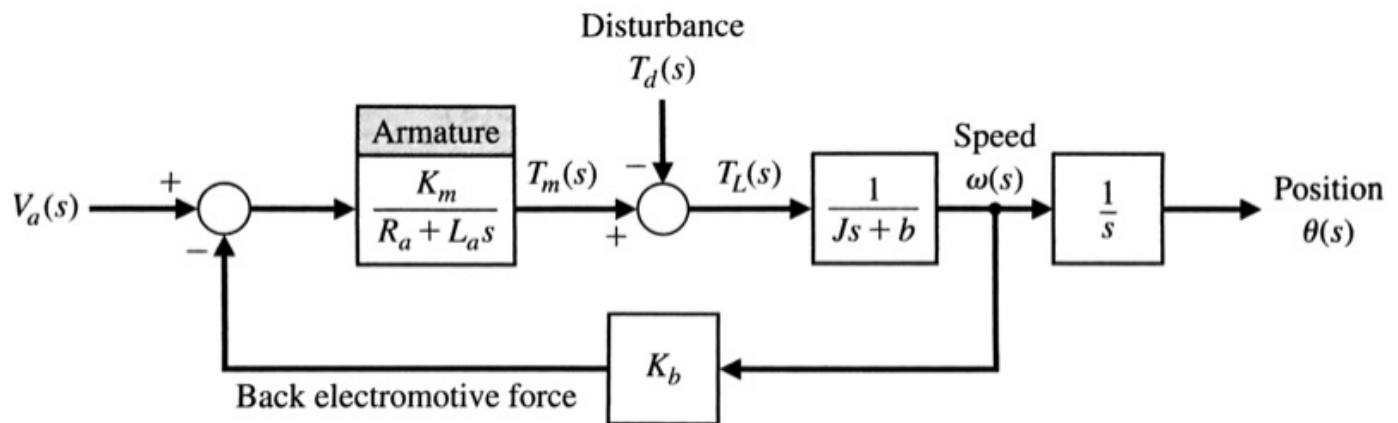 Disturbance
T_d(s)
Armature
Speed
V_a(s)
+
K_m
R_a + L_a s
T_m(s)
−
+
T_L(s)
1
Js + b
ω(s)
1
s
Position
θ(s)
−
K_b
Back electromotive force